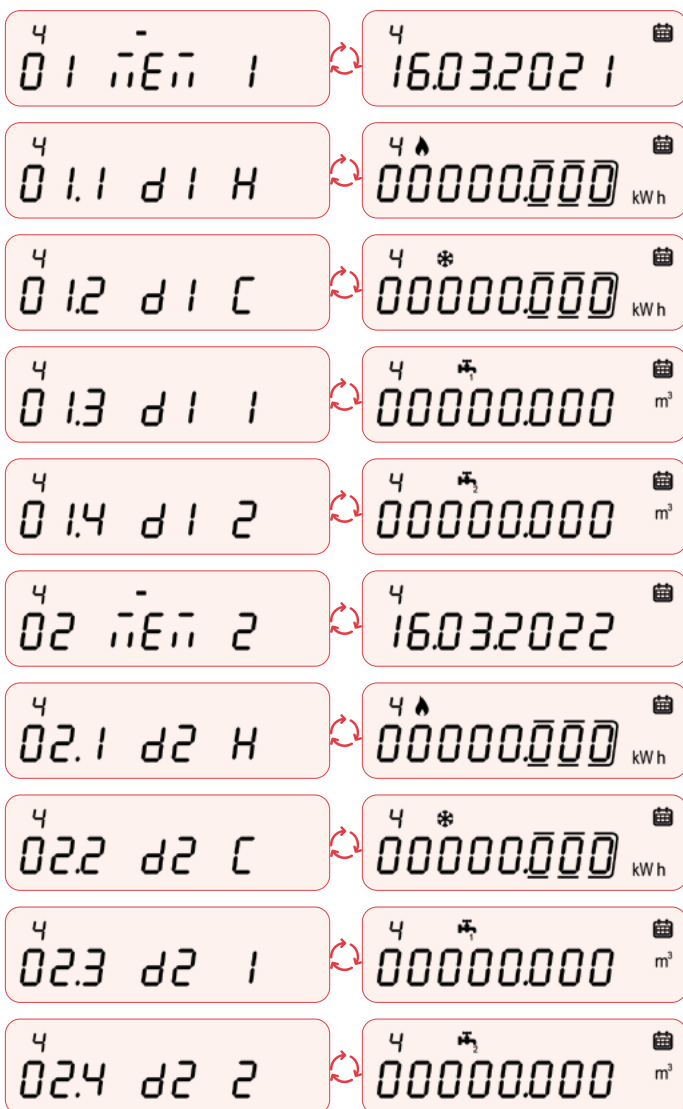 4
01 mEm 1
4
16.03.2021
4
01.1 d1 H
4
00000.000 kWh
4
01.2 d1 C
4
00000.000 kWh
4
01.3 d1 1
4 1
00000.000 m³
4
01.4 d1 2
4 2
00000.000 m³
4
02 mEm 2
4
16.03.2022
4
02.1 d2 H
4
00000.000 kWh
4
02.2 d2 C
4
00000.000 kWh
4
02.3 d2 1
4 1
00000.000 m³
4
02.4 d2 2
4 2
00000.000 m³